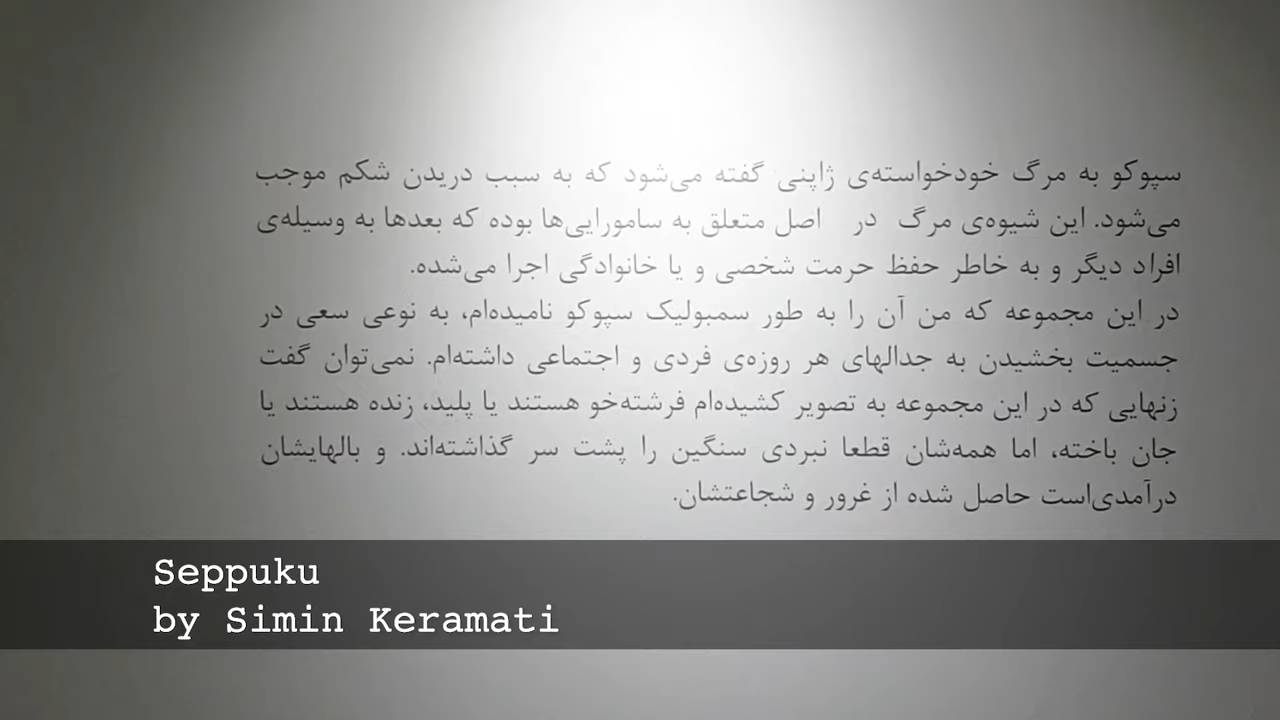 سپوکو به مرگ خودخواسته‌ی ژاپنی گفته می‌شود که به سبب دریدن شکم موجب
می‌شود. این شیوه‌ی مرگ در اصل متعلق به سامورایی‌ها بوده که بعدها به وسیله‌ی
افراد دیگر و به خاطر حفظ حرمت شخصی و یا خانوادگی اجرا می‌شده.
در این مجموعه که من آن را به طور سمبولیک سپوکو نامیده‌ام، به نوعی سعی در
جسمیت بخشیدن به جدالهای هر روزه‌ی فردی و اجتماعی داشته‌ام. نمی‌توان گفت
زنهایی که در این مجموعه به تصویر کشیده‌ام فرشته‌خو هستند یا پلید، زنده هستند یا
جان باخته، اما همه‌شان قطعا نبردی سنگین را پشت سر گذاشته‌اند. و بالهایشان
درآمدی‌است حاصل شده از غرور و شجاعتشان.
Seppuku
by Simin Keramati